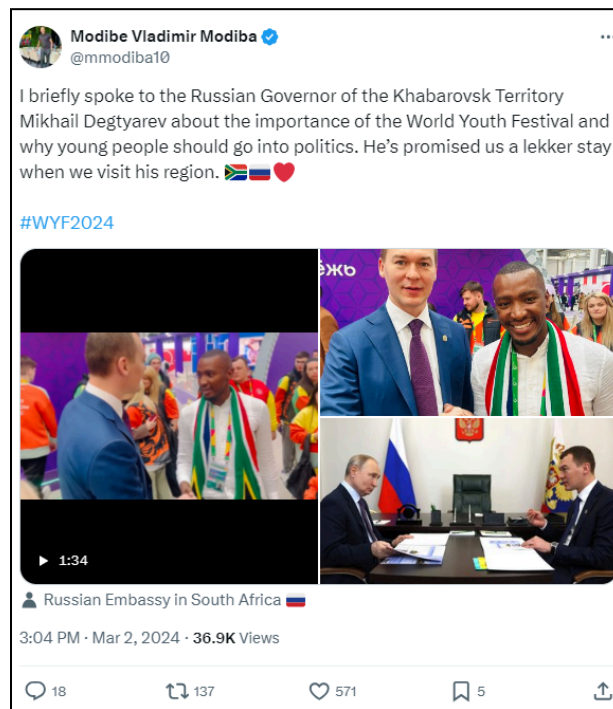 Modibe Vladimir Modiba
@mmodiba10
I briefly spoke to the Russian Governor of the Khabarovsk Territory
Mikhail Degtyarev about the importance of the World Youth Festival and
why young people should go into politics. He's promised us a lekker stay
when we visit his region. 🇿🇦🇷🇺❤️
#WYF2024
ёжь
1:34
Russian Embassy in South Africa 🇷🇺
3:04 PM · Mar 2, 2024 · 36.9K Views
18 137 571 5